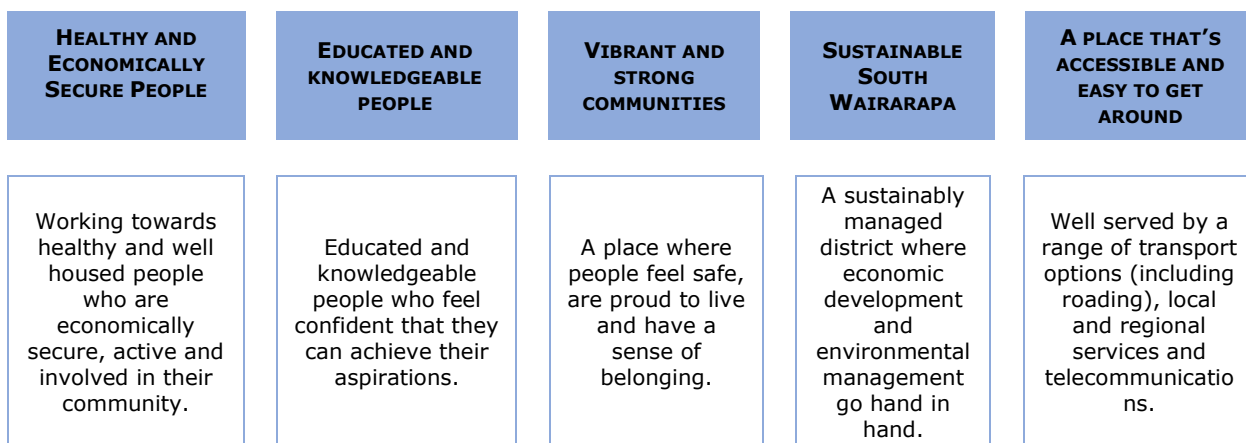 HEALTHY AND
ECONOMICALLY
SECURE PEOPLE
EDUCATED AND
KNOWLEDGEABLE
PEOPLE
VIBRANT AND
STRONG
COMMUNITIES
SUSTAINABLE
SOUTH
WAIRARAPA
A PLACE THAT'S
ACCESSIBLE AND
EASY TO GET
AROUND
Working towards
healthy and well
housed people
who are
economically
secure, active and
involved in their
community.
Educated and
knowledgeable
people who feel
confident that they
can achieve their
aspirations.
A place where
people feel safe,
are proud to live
and have a
sense of
belonging.
A sustainably
managed
district where
economic
development
and
environmental
management
go hand in
hand.
Well served by a
range of transport
options (including
roading), local
and regional
services and
telecommunicatio
ns.